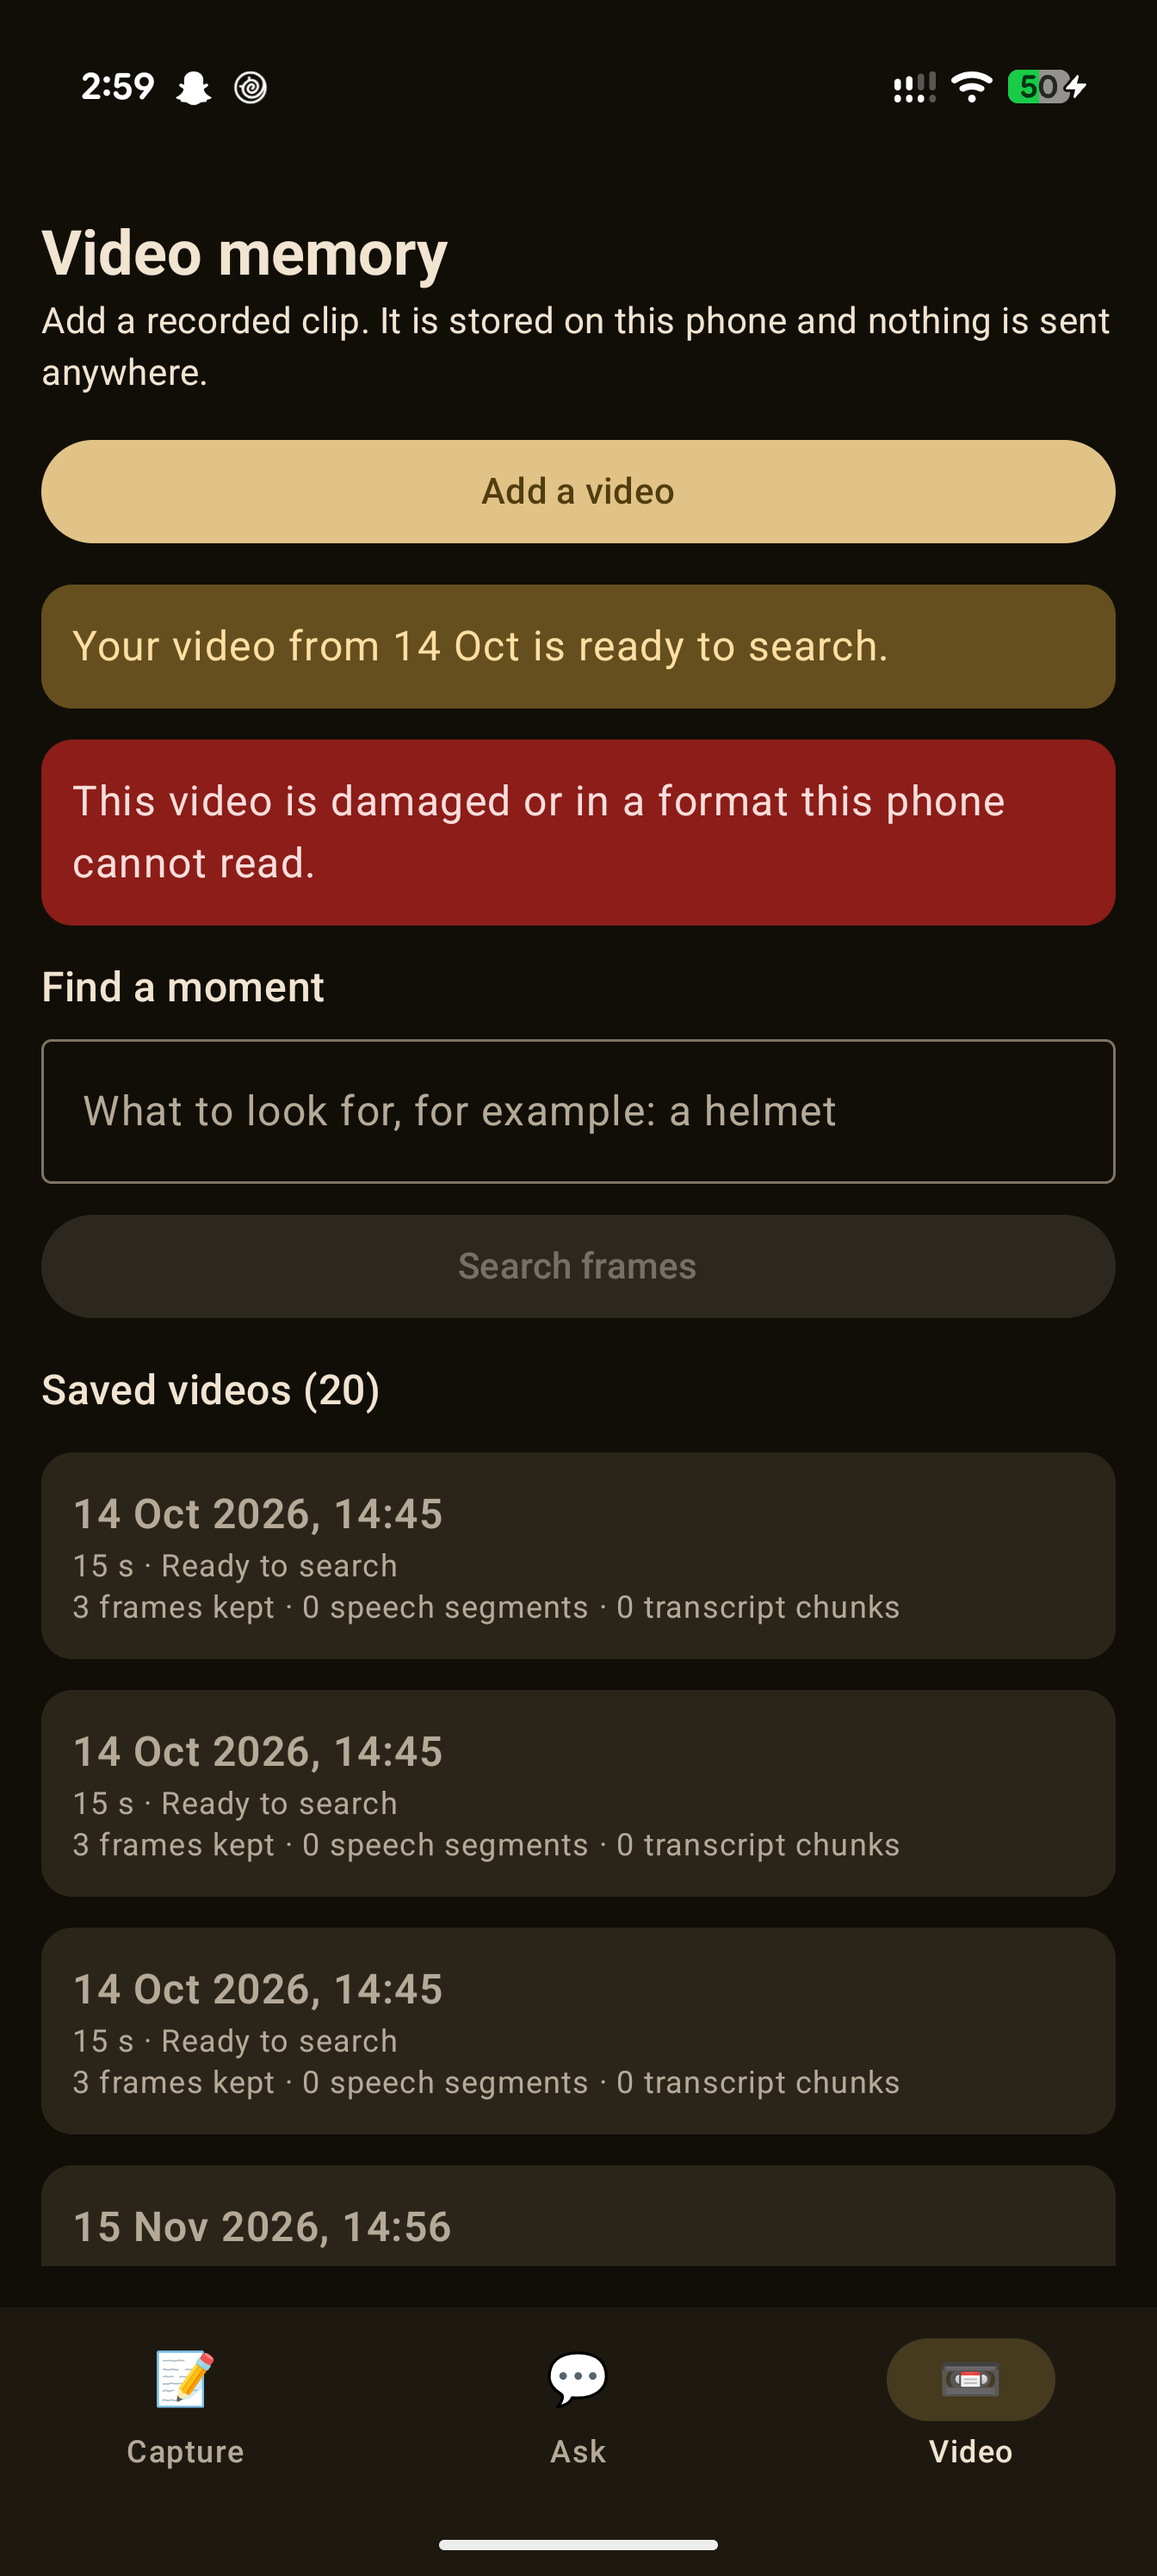 2:59
50
Video memory
Add a recorded clip. It is stored on this phone and nothing is sent
anywhere.
Add a video
Your video from 14 Oct is ready to search.
This video is damaged or in a format this phone
cannot read.
Find a moment
What to look for, for example: a helmet
Search frames
Saved videos (20)
14 Oct 2026, 14:45
15 s · Ready to search
3 frames kept · 0 speech segments · 0 transcript chunks
14 Oct 2026, 14:45
15 s · Ready to search
3 frames kept · 0 speech segments · 0 transcript chunks
14 Oct 2026, 14:45
15 s · Ready to search
3 frames kept · 0 speech segments · 0 transcript chunks
15 Nov 2026, 14:56
Capture
Ask
Video